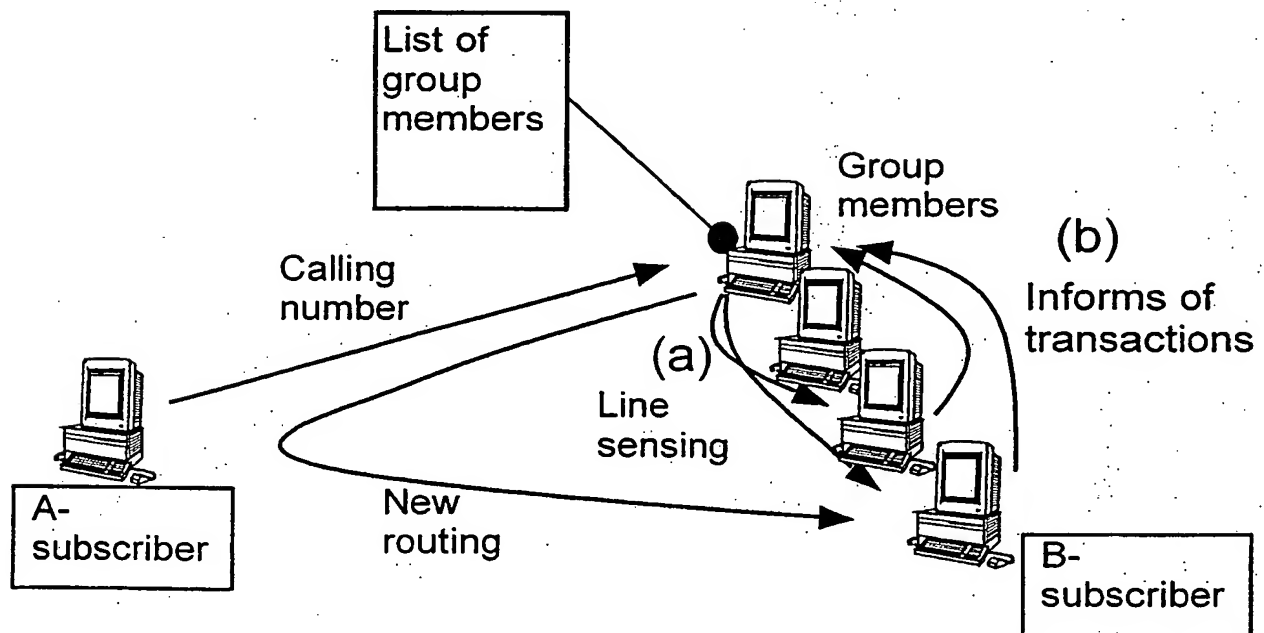 List of
group
members
Group
members
(b)
Informs of
transactions
Calling
number
(a)
Line
sensing
New
routing
A-
subscriber
B-
subscriber